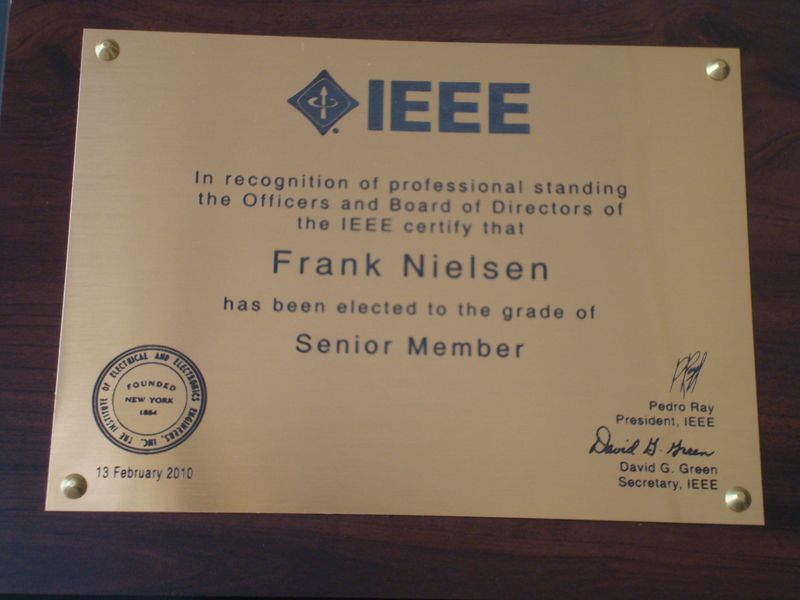 IEEE
In recognition of professional standing
the Officers and Board of Directors of
the IEEE certify that
Frank Nielsen
has been elected to the grade of
Senior Member
THE INSTITUTE OF ELECTRICAL AND ELECTRONICS ENGINEERS, INC.
FOUNDED
NEW YORK
1884
13 February 2010
Pedro Ray
President, IEEE
David G. Green
David G. Green
Secretary, IEEE